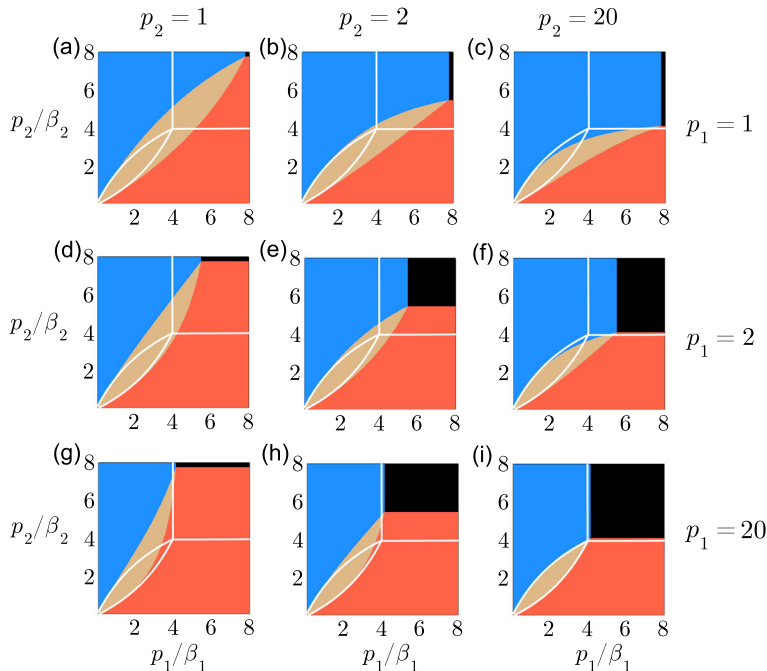 p₂ = 1 p₂ = 2 p₂ = 20
(a) (b) (c)
8 8 8
6 6 6
p₂/β₂ 4 4 4 p₁ = 1
2 2 2
2 4 6 8 2 4 6 8 2 4 6 8
(d) (e) (f)
8 8 8
6 6 6
p₂/β₂ 4 4 4 p₁ = 2
2 2 2
2 4 6 8 2 4 6 8 2 4 6 8
(g) (h) (i)
8 8 8
6 6 6
p₂/β₂ 4 4 4 p₁ = 20
2 2 2
2 4 6 8 2 4 6 8 2 4 6 8
p₁/β₁ p₁/β₁ p₁/β₁